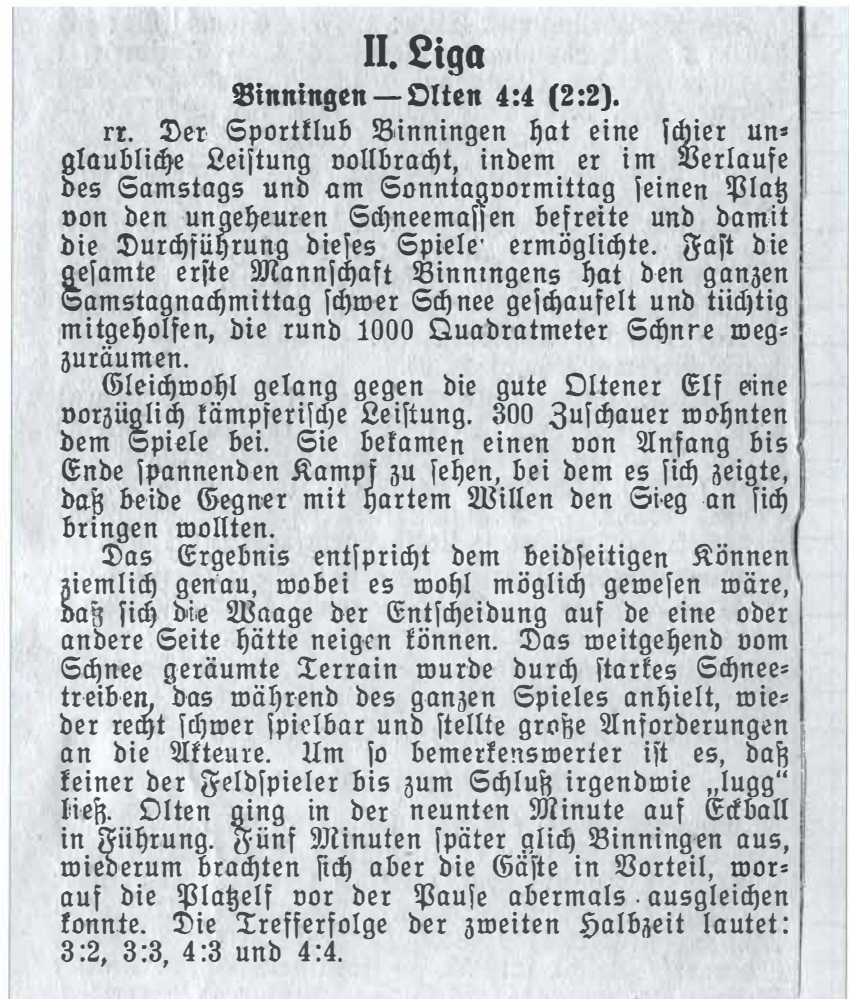 II. Liga
Binningen — Olten 4:4 (2:2).
rr. Der Sportklub Binningen hat eine schier un=
glaubliche Leistung vollbracht, indem er im Verlaufe
des Samstags und am Sonntagvormittag seinen Platz
von den ungeheuren Schneemassen befreite und damit
die Durchführung dieses Spiele ermöglichte. Fast die
gesamte erste Mannschaft Binningens hat den ganzen
Samstagnachmittag schwer Schnee geschaufelt und tüchtig
mitgeholfen, die rund 1000 Quadratmeter Schnre weg=
zuräumen.
Gleichwohl gelang gegen die gute Oltener Elf eine
vorzüglich kämpferische Leistung. 300 Zuschauer wohnten
dem Spiele bei. Sie bekamen einen von Anfang bis
Ende spannenden Kampf zu sehen, bei dem es sich zeigte,
daß beide Gegner mit hartem Willen den Sieg an sich
bringen wollten.
Das Ergebnis entspricht dem beidseitigen Können
ziemlich genau, wobei es wohl möglich gewesen wäre,
daß sich die Waage der Entscheidung auf de eine oder
andere Seite hätte neigen können. Das weitgehend vom
Schnee geräumte Terrain wurde durch starkes Schnee=
treiben, das während des ganzen Spieles anhielt, wie=
der recht schwer spielbar und stellte große Anforderungen
an die Akteure. Um so bemerkenswerter ist es, daß
keiner der Feldspieler bis zum Schluß irgendwie „lugg“
ließ. Olten ging in der neunten Minute auf Eckball
in Führung. Fünf Minuten später glich Binningen aus,
wiederum brachten sich aber die Gäste in Vorteil, wor=
auf die Platzelf vor der Pause abermals ausgleichen
konnte. Die Trefferfolge der zweiten Halbzeit lautet:
3:2, 3:3, 4:3 und 4:4.